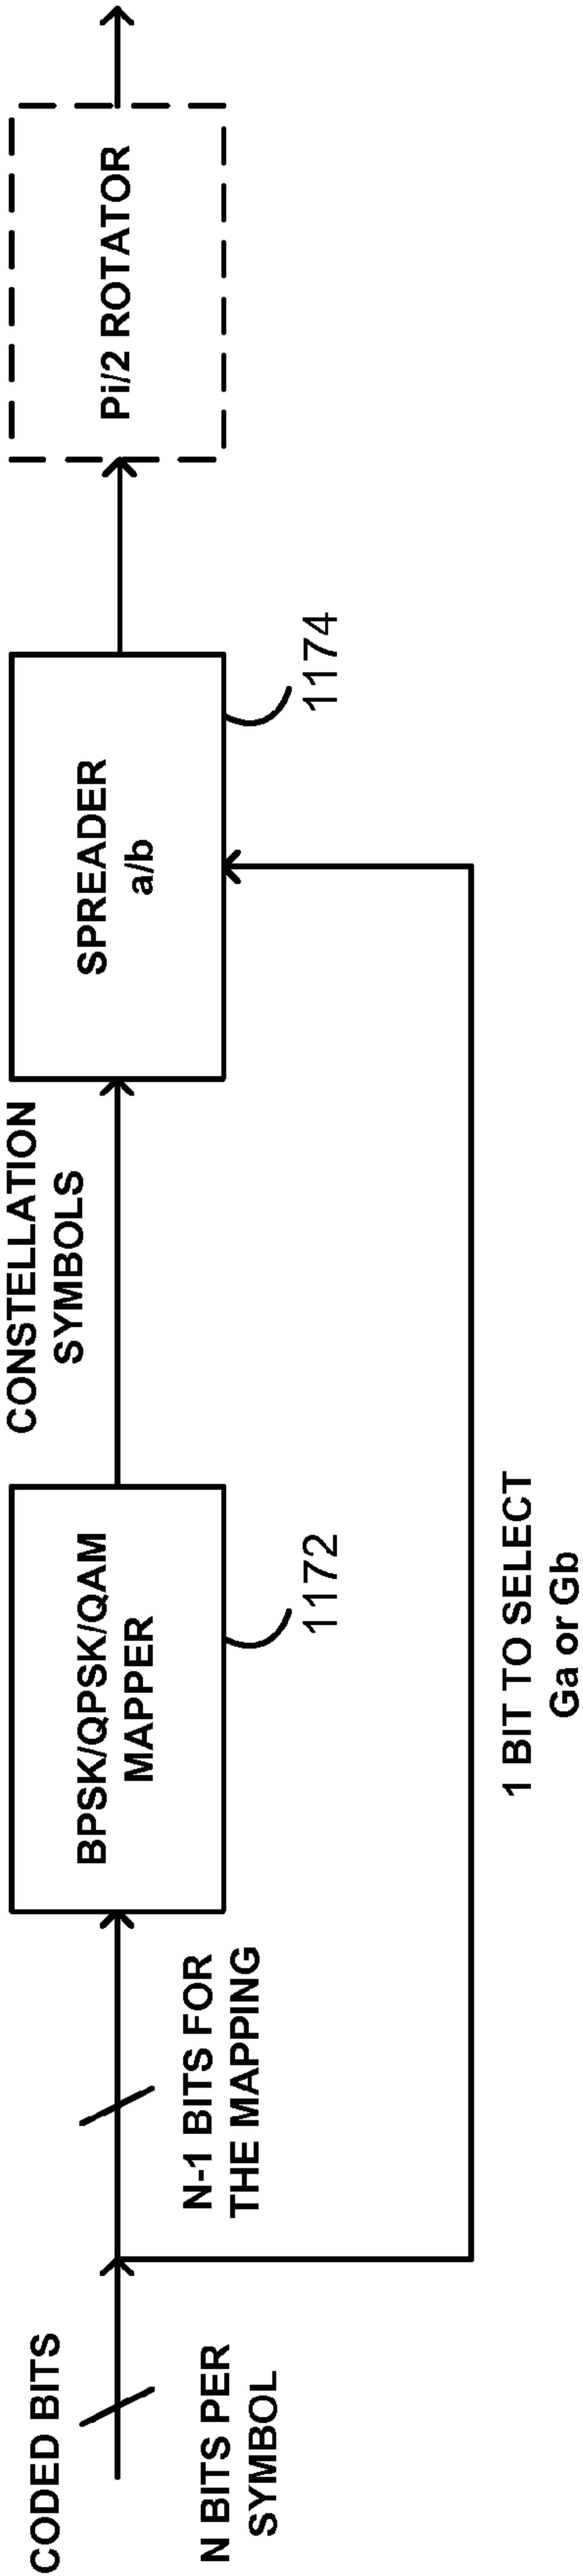 CODED BITS
N BITS PER
SYMBOL
N-1 BITS FOR
THE MAPPING
BPSK/QPSK/QAM
MAPPER
1172
CONSTELLATION
SYMBOLS
SPREADER
a/b
1174
Pi/2 ROTATOR
1 BIT TO SELECT
Ga or Gb